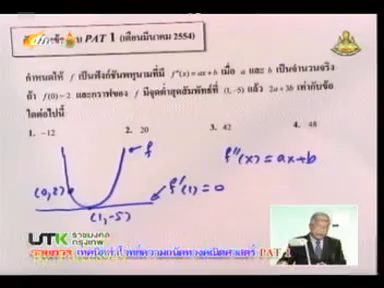 PAT 1 (เดือนมีนาคม 2554)
กำหนดให้ f เป็นฟังก์ชันพหุนามที่มี f"(x) = ax + b เมื่อ a และ b เป็นจำนวนจริง
ถ้า f(0) = 2 และกราฟของ f มีจุดต่ำสุดสัมพัทธ์ที่ (1, −5) แล้ว 2a + 3b เท่ากับข้อ
ใดต่อไปนี้
1. −12 2. 20 3. 42 4. 48
f
f"(x) = ax+b
(0,2) f'(1) = 0
(1,-5)
UTK ราชมงคล
กรุงเทพ
PAT 1